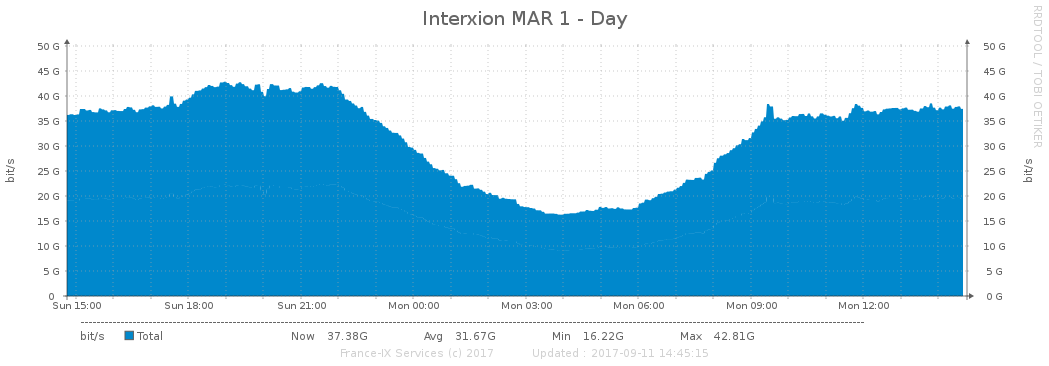 Interxion MAR 1 - Day
RRDTOOL / TOBI OETIKER
bit/s
50 G 50 G
45 G 45 G
40 G 40 G
35 G 35 G
30 G 30 G
25 G 25 G
20 G 20 G
15 G 15 G
10 G 10 G
5 G 5 G
0 0 G
bit/s
Sun 15:00 Sun 18:00 Sun 21:00 Mon 00:00 Mon 03:00 Mon 06:00 Mon 09:00 Mon 12:00
bit/s Total Now 37.38G Avg 31.67G Min 16.22G Max 42.81G
France-IX Services (c) 2017 Updated : 2017-09-11 14:45:15